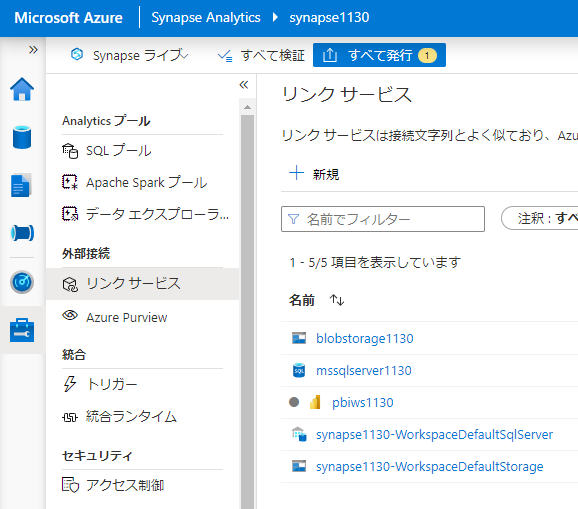 Microsoft Azure
Synapse Analytics
synapse1130
Synapse ライブ
すべて検証
すべて発行 1
Analytics プール
SQL プール
Apache Spark プール
データ エクスプローラ...
外部接続
リンク サービス
Azure Purview
統合
トリガー
統合ランタイム
セキュリティ
アクセス制御
リンク サービス
リンク サービスは接続文字列とよく似ており、Azu
新規
名前でフィルター
注釈 : すべ
1 - 5/5 項目を表示しています
名前
blobstorage1130
SQL
mssqlserver1130
pbiws1130
synapse1130-WorkspaceDefaultSqlServer
synapse1130-WorkspaceDefaultStorage